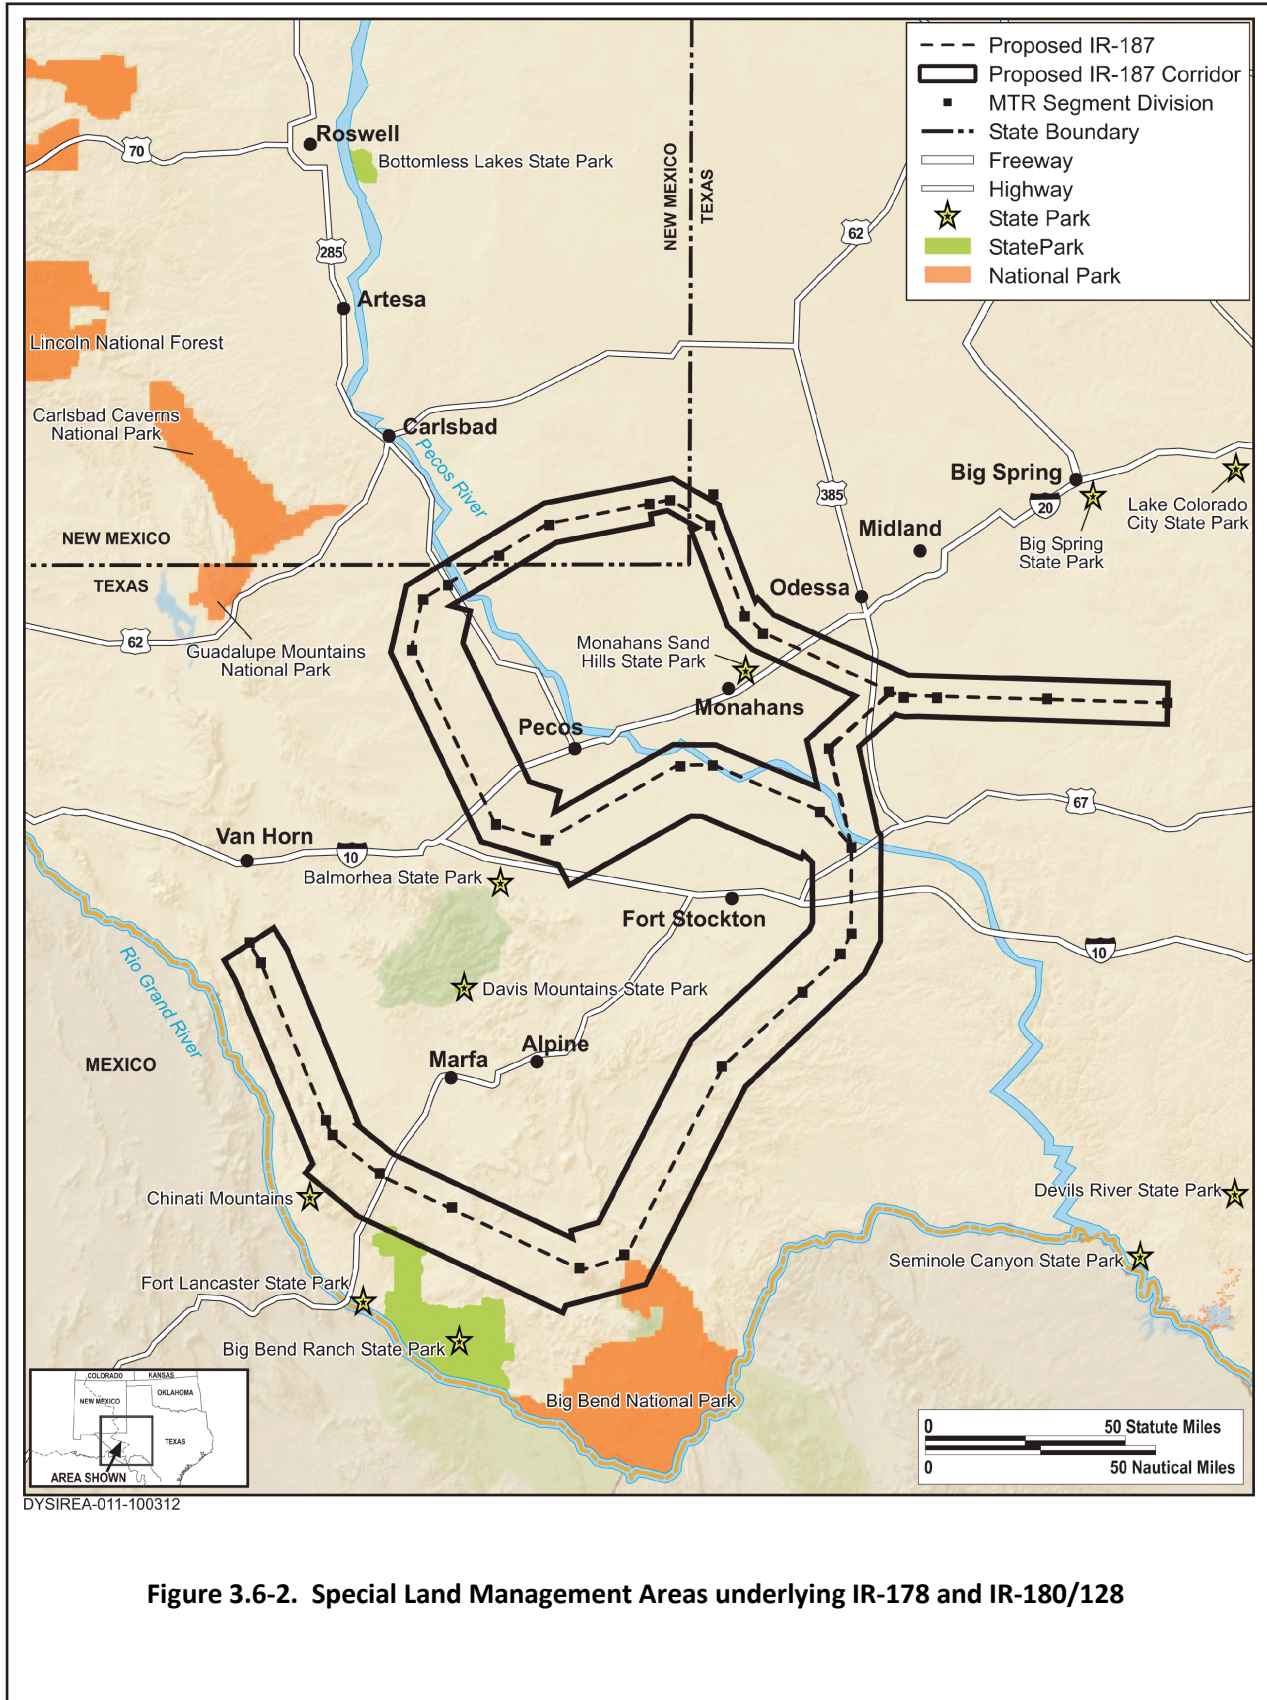 Proposed IR-187
Proposed IR-187 Corridor
MTR Segment Division
State Boundary
Freeway
Highway
State Park
StatePark
National Park
Roswell
70
Bottomless Lakes State Park
NEW MEXICO
TEXAS
62
285
Artesa
Lincoln National Forest
Carlsbad Caverns
National Park
Carlsbad
Pecos River
Big Spring
385
20
Lake Colorado
City State Park
Midland
Big Spring
State Park
NEW MEXICO
TEXAS
Odessa
62
Guadalupe Mountains
National Park
Monahans Sand
Hills State Park
Monahans
Pecos
67
Van Horn
10
Balmorhea State Park
Fort Stockton
10
Rio Grand River
Davis Mountains State Park
MEXICO
Marfa
Alpine
Chinati Mountains
Devils River State Park
Seminole Canyon State Park
Fort Lancaster State Park
Big Bend Ranch State Park
Big Bend National Park
COLORADO
KANSAS
NEW MEXICO
OKLAHOMA
TEXAS
AREA SHOWN
0 50 Statute Miles
0 50 Nautical Miles
DYSIREA-011-100312
Figure 3.6-2. Special Land Management Areas underlying IR-178 and IR-180/128